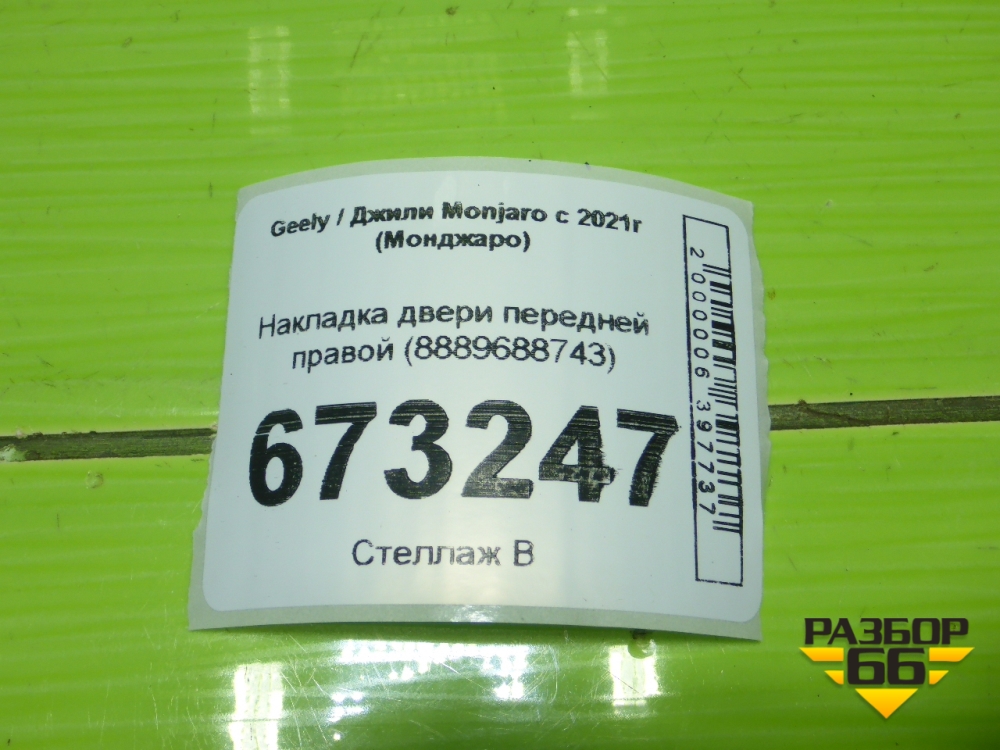 Geely / Джили Monjaro с 2021г
(Монджаро)
Накладка двери передней
правой (8889688743)
673247
Стеллаж В
2000006397737
РАЗБОР
66